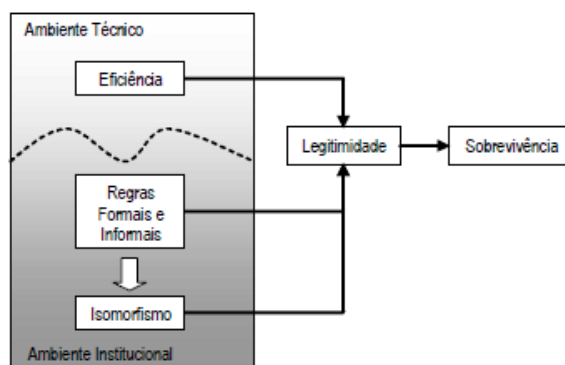 Ambiente Técnico
Eficiência
Legitimidade
Sobrevivência
Regras
Formais e
Informais
Isomorfismo
Ambiente Institucional